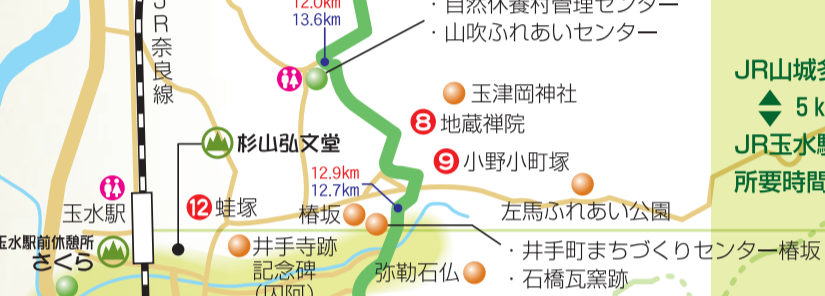 JR奈良線
12.0km
13.6km
・自然休養村管理センター
・山吹ふれあいセンター
玉津岡神社
8 地蔵禅院
9 小野小町塚
杉山弘文堂
12.9km
12.7km
玉水駅
12 蛙塚
椿坂
左馬ふれあい公園
玉水駅前休憩所
さくら
井手寺跡
記念碑
弥勒石仏
・井手町まちづくりセンター椿坂
・石橋瓦窯跡
JR山城多
5k
JR玉水駅
所要時間